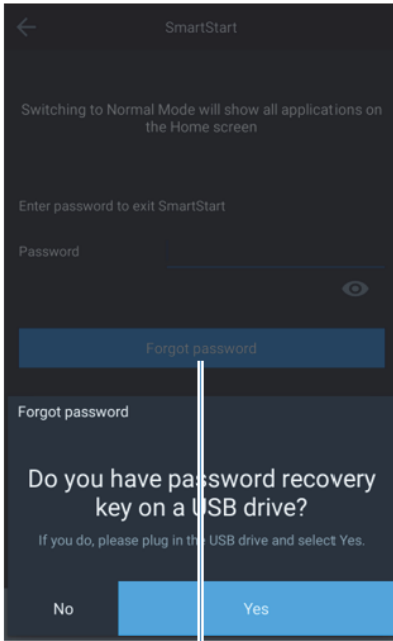 SmartStart
Switching to Normal Mode will show all applications on
the Home screen
Enter password to exit SmartStart
Password
Forgot password
Forgot password
Do you have password recovery
key on a USB drive?
If you do, please plug in the USB drive and select Yes.
No
Yes